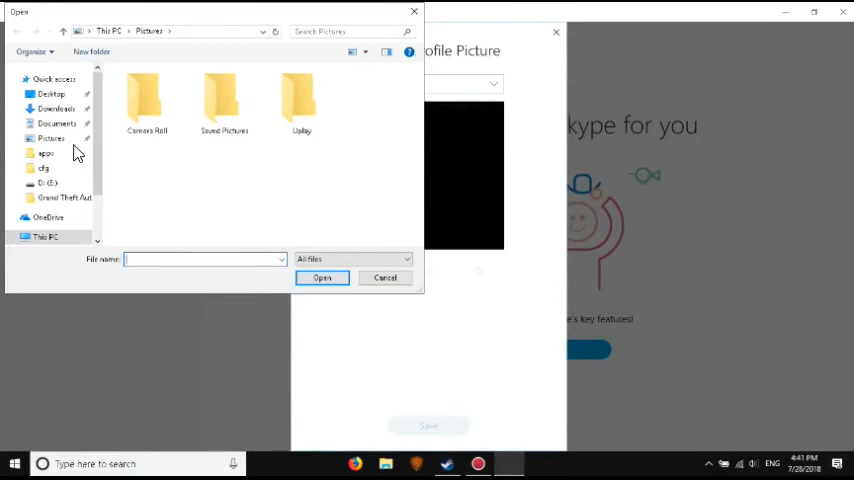 Open
This PC
Pictures
Search Pictures
Organize
New folder
Quick access
Desktop
Downloads
Documents
Pictures
apps
cfg
D: (E:)
Grand Theft Aut
OneDrive
This PC
Camera Roll
Saved Pictures
Uplay
File name:
All files
Open
Cancel
ofile Picture
kype for you
e's key features!
Save
Type here to search
ENG
4:41 PM
7/28/2018